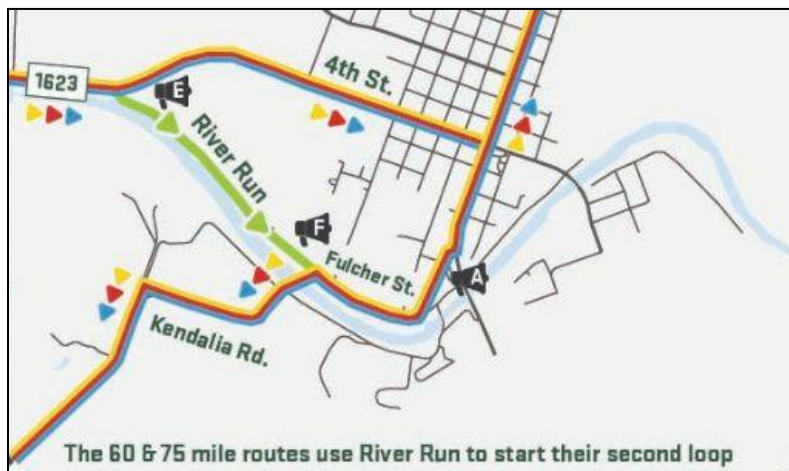 1623
E
4th St.
River Run
F
Fulcher St.
A
Kendalia Rd.
The 60 & 75 mile routes use River Run to start their second loop